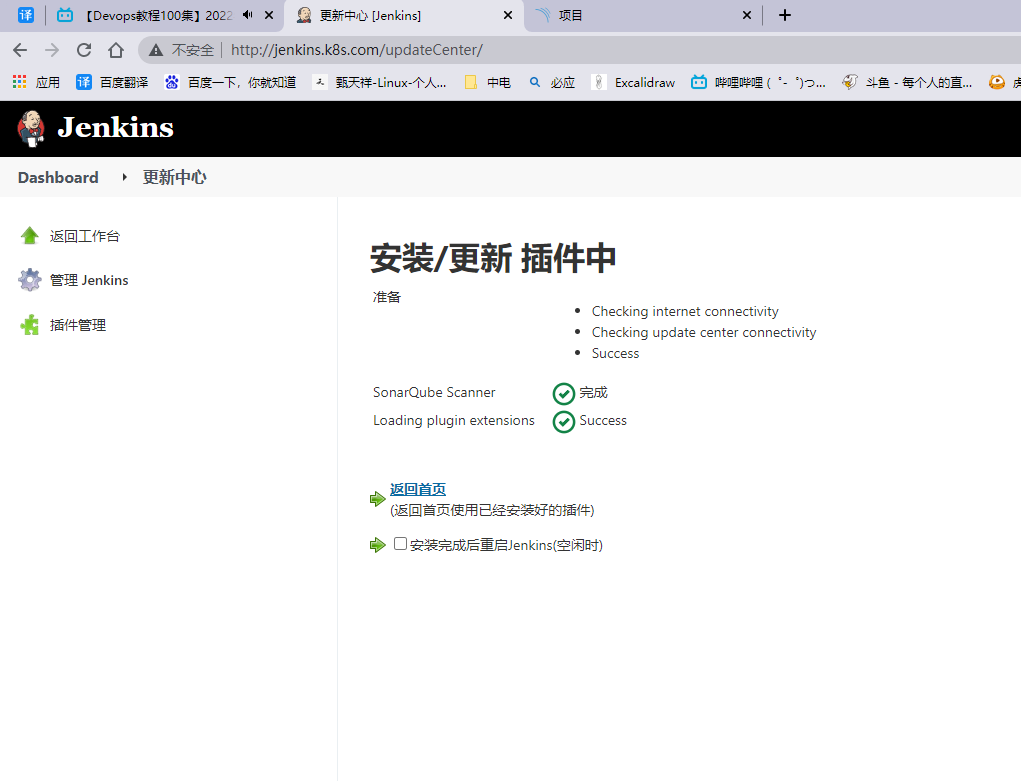 译
【Devops教程100集】2022
更新中心 [Jenkins]
项目
不安全
http://jenkins.k8s.com/updateCenter/
应用
译 百度翻译
百度一下，你就知道
甄天祥-Linux-个人...
中电
必应
Excalidraw
哔哩哔哩 (゜-゜)つ...
斗鱼 - 每个人的直...
Jenkins
Dashboard
更新中心
返回工作台
管理 Jenkins
插件管理
安装/更新 插件中
准备
Checking internet connectivity
Checking update center connectivity
Success
SonarQube Scanner 完成
Loading plugin extensions Success
返回首页
(返回首页使用已经安装好的插件)
安装完成后重启Jenkins(空闲时)